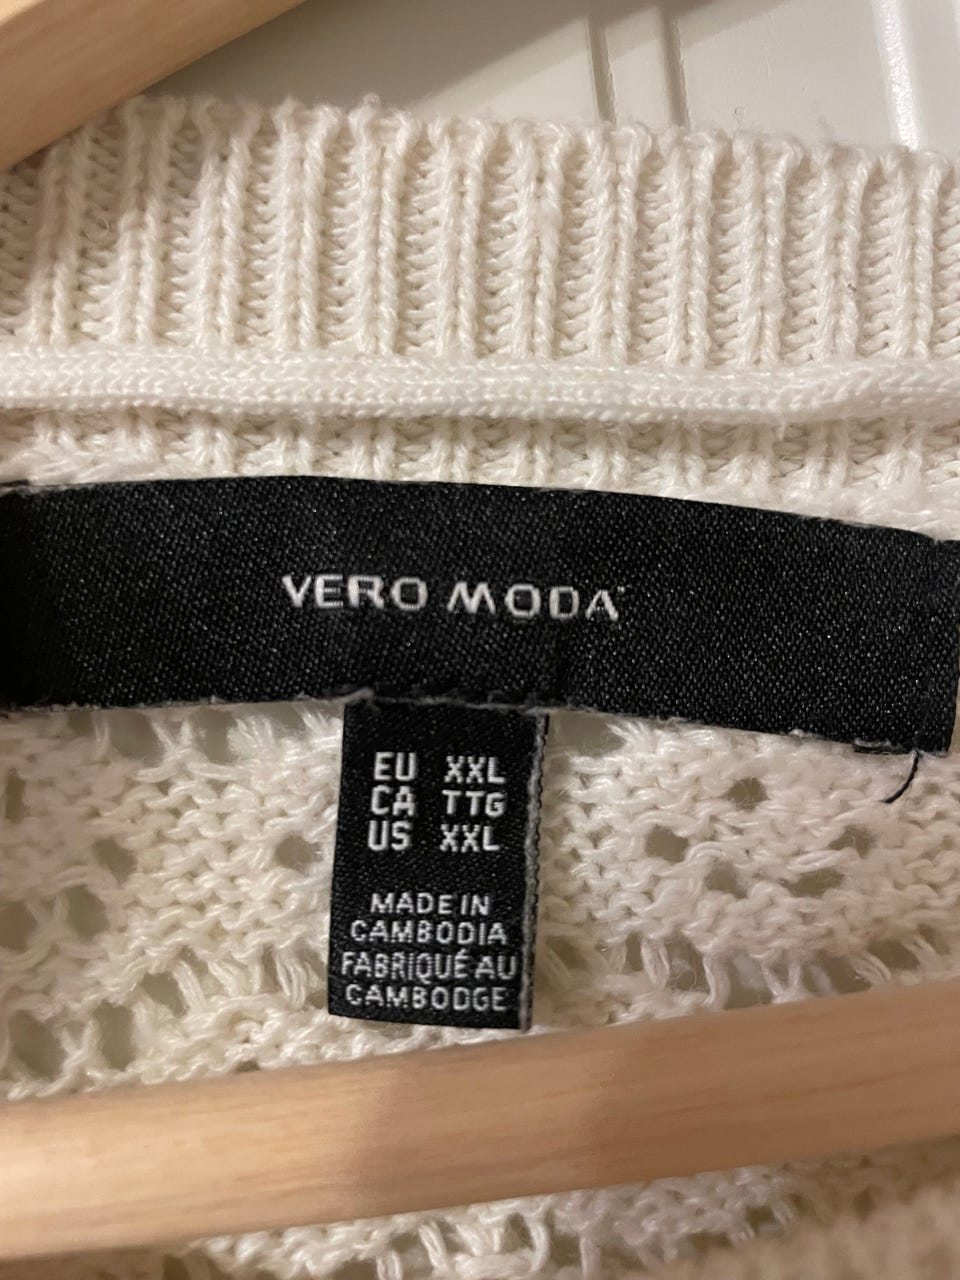 VERO MODA
EU XXL
CA TTG
US XXL
MADE IN
CAMBODIA
FABRIQUÉ AU
CAMBODGE